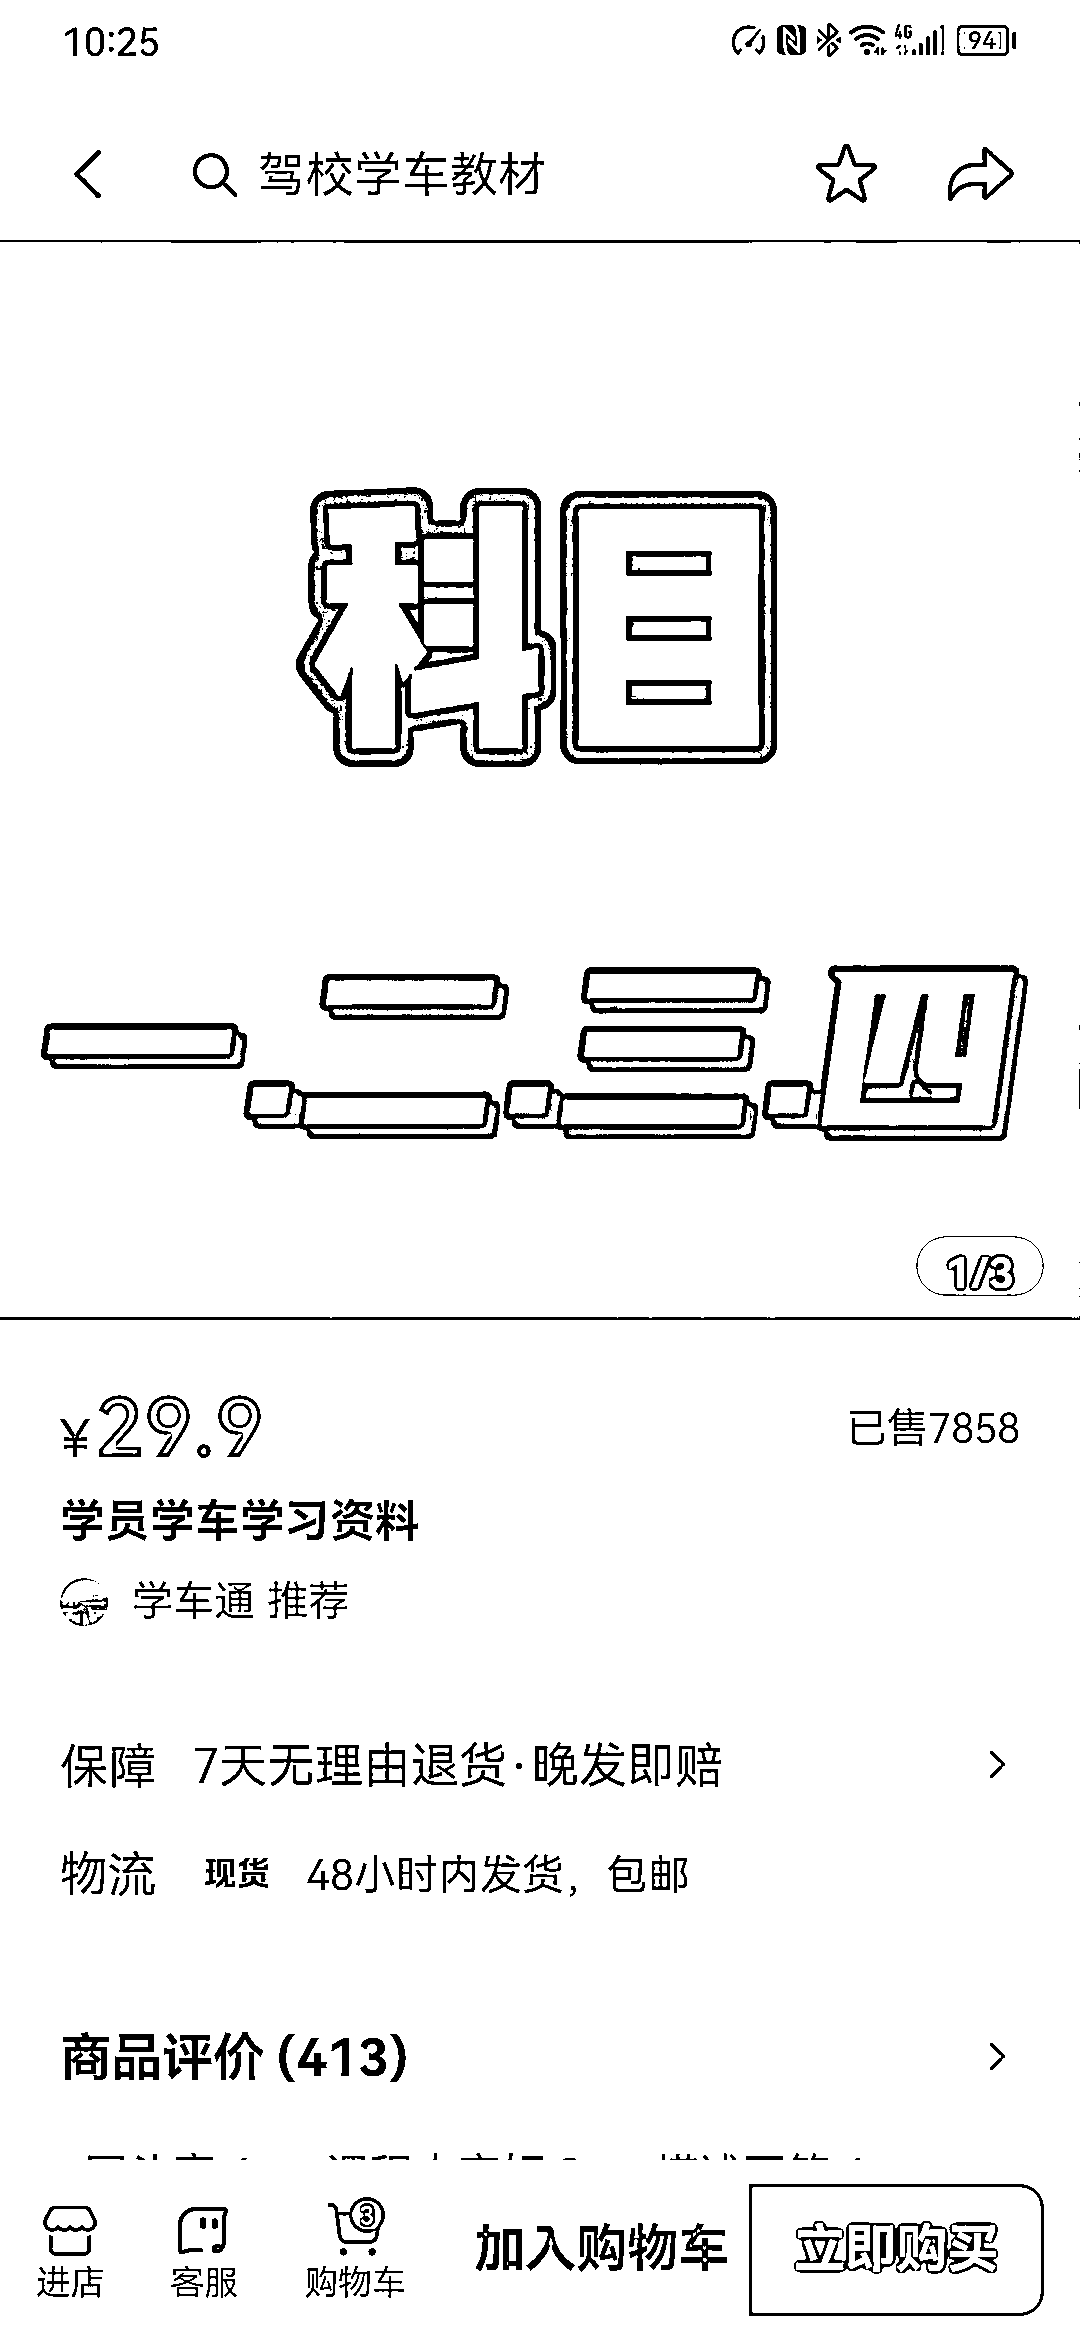 10:25
4G 94
驾校学车教材
科目
一.二.三.四
1/3
¥29.9
已售7858
学员学车学习资料
学车通 推荐
保障 7天无理由退货·晚发即赔
物流 现货 48小时内发货，包邮
商品评价 (413)
3
进店 客服 购物车 加入购物车 立即购买